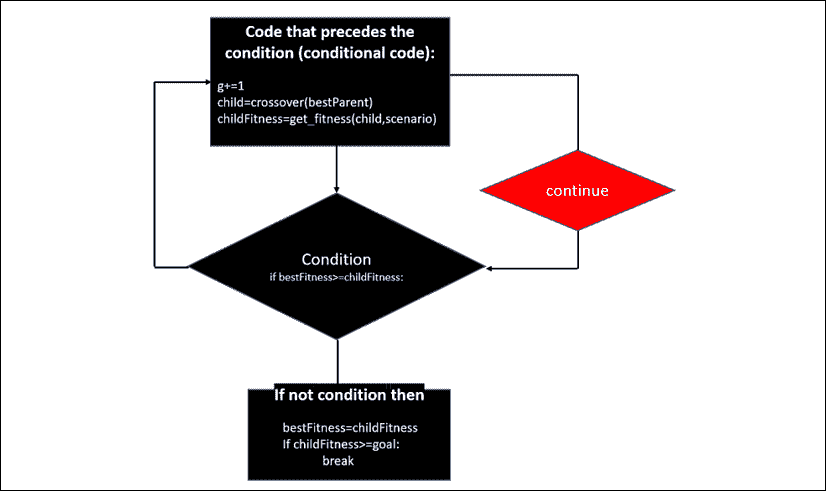 Code that precedes the
condition (conditional code):
g+=1
child=crossover(bestParent)
childFitness=get_fitness(child,scenario)
continue
Condition
if bestFitness>=childFitness:
If not condition then
bestFitness=childFitness
If childFitness>=goal:
break